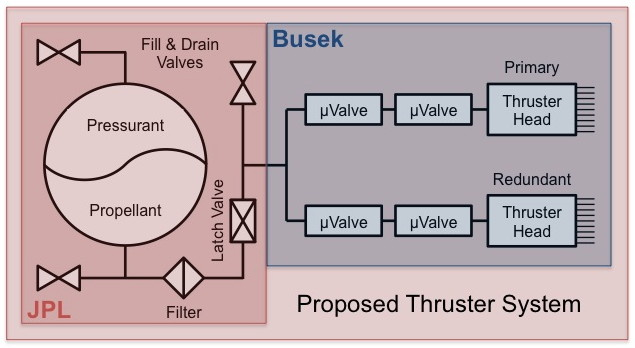 Fill & Drain
Valves
Busek
Primary
Pressurant
μValve
μValve
Thruster
Head
Propellant
Latch Valve
Redundant
μValve
μValve
Thruster
Head
JPL
Filter
Proposed Thruster System